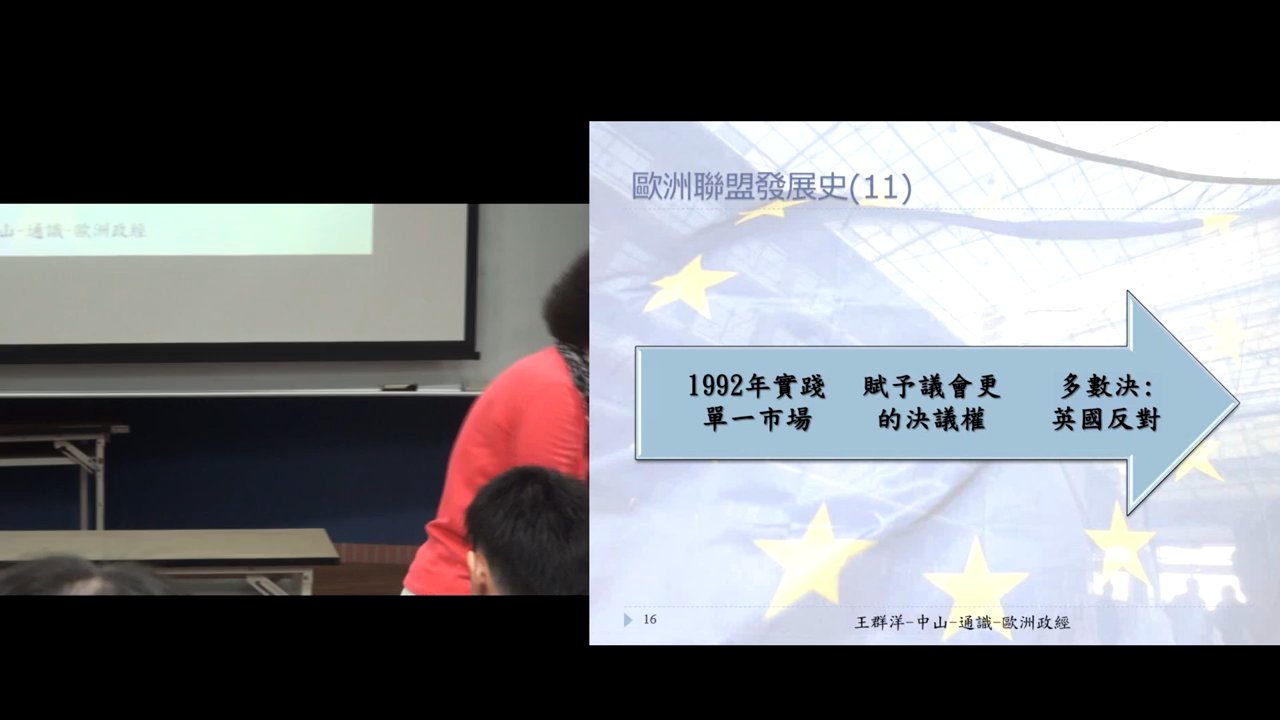 山-通識-歐洲政經
歐洲聯盟發展史(11)
1992年實踐
單一市場
賦予議會更
的決議權
多數決:
英國反對
16
王群洋-中山-通識-歐洲政經